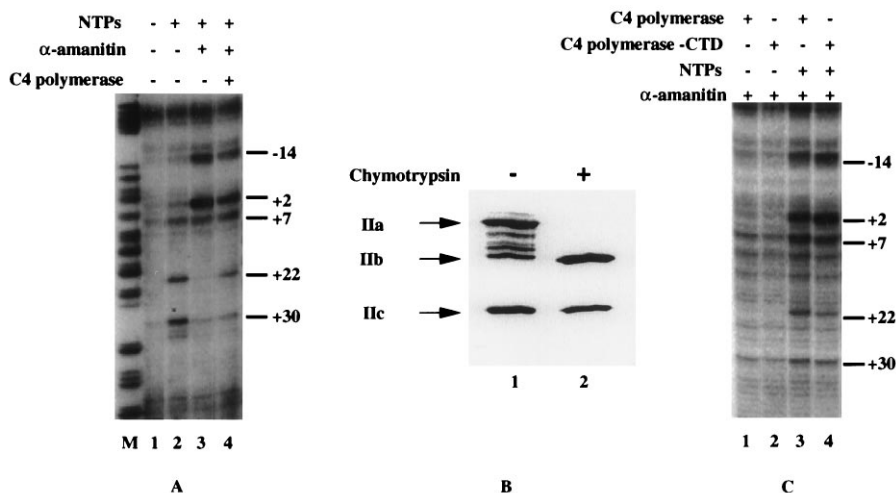 NTPs - + + +
α-amanitin - - + +
C4 polymerase - - - +
-14
+2
+7
+22
+30
M 1 2 3 4
A
Chymotrypsin - +
IIa
IIb
IIc
1 2
B
C4 polymerase + - + -
C4 polymerase -CTD - + - +
NTPs - - + +
α-amanitin + + + +
-14
+2
+7
+22
+30
1 2 3 4
C